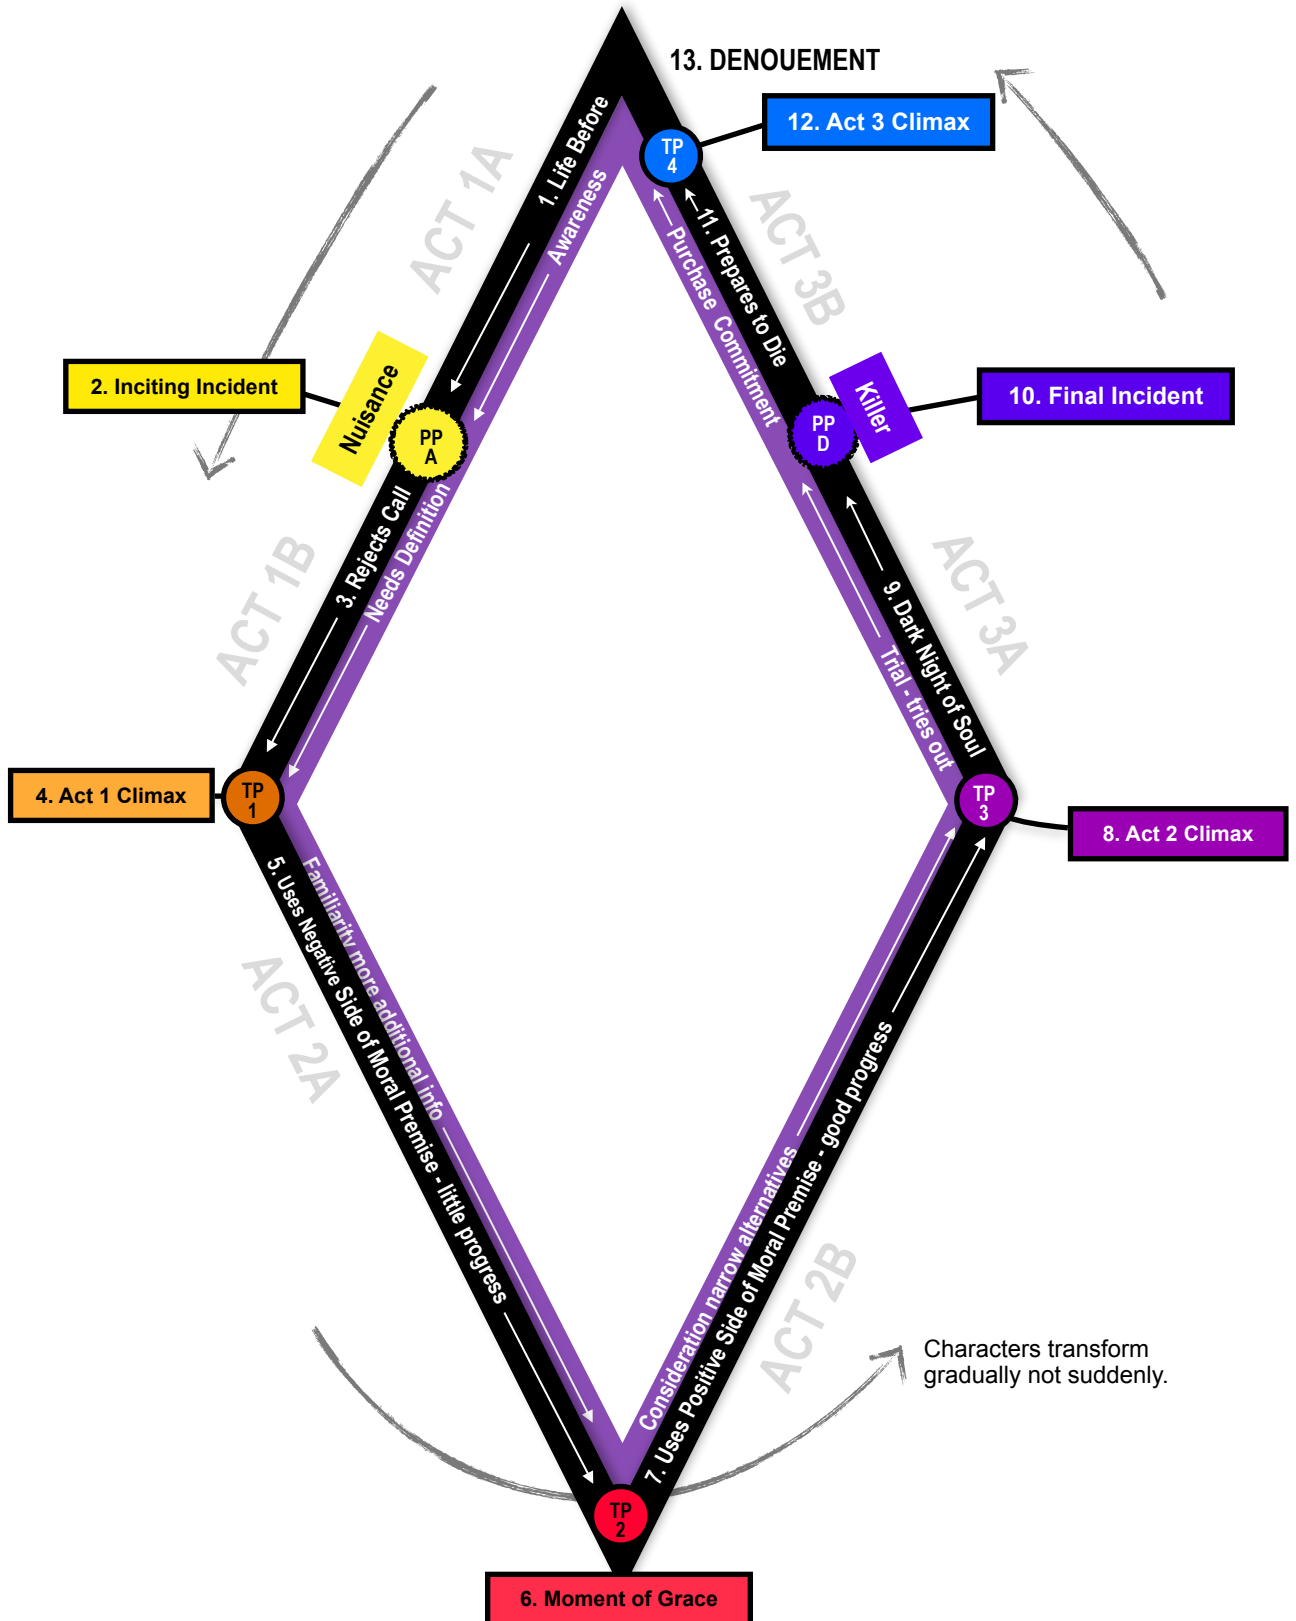 13. DENOUEMENT
12. Act 3 Climax
TP
4
1. Life Before
Awareness
ACT 1A
2. Inciting Incident
Nuisance
PP
A
3. Rejects Call
Needs Definition
ACT 1B
4. Act 1 Climax
TP
1
5. Uses Negative Side of Moral Premise - little progress
Familiarity more additional info
ACT 2A
TP
2
6. Moment of Grace
7. Uses Positive Side of Moral Premise - good progress
Consideration narrow alternatives
ACT 2B
Characters transform
gradually not suddenly.
TP
3
8. Act 2 Climax
9. Dark Night of Soul
Trial - tries out
ACT 3A
PP
D
Killer
10. Final Incident
11. Prepares to Die
Purchase Commitment
ACT 3B